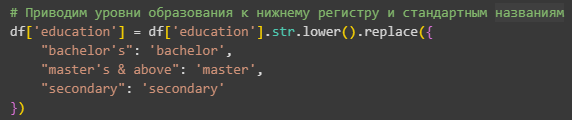 # Приводим уровни образования к нижнему регистру и стандартным названиям
df['education'] = df['education'].str.lower().replace({
    "bachelor's": 'bachelor',
    "master's & above": 'master',
    "secondary": 'secondary'
})